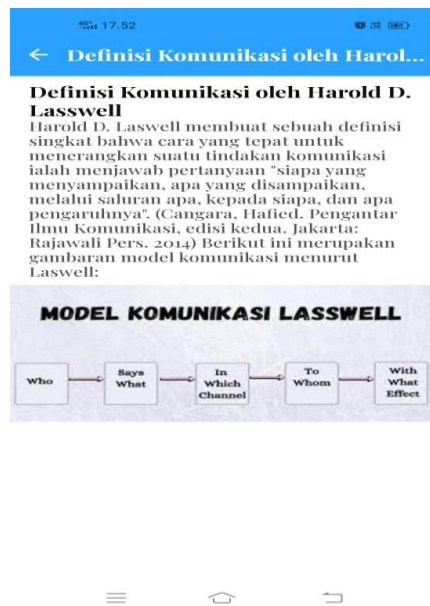 17.52
← Definisi Komunikasi oleh Harol...
Definisi Komunikasi oleh Harold D.
Lasswell
Harold D. Laswell membuat sebuah definisi
singkat bahwa cara yang tepat untuk
menerangkan suatu tindakan komunikasi
ialah menjawab pertanyaan "siapa yang
menyampaikan, apa yang disampaikan,
melalui saluran apa, kepada siapa, dan apa
pengaruhnya". (Cangara, Hafied. Pengantar
Ilmu Komunikasi, edisi kedua. Jakarta:
Rajawali Pers. 2014) Berikut ini merupakan
gambaran model komunikasi menurut
Laswell:
MODEL KOMUNIKASI LASSWELL
Who
Says
What
In
Which
Channel
To
Whom
With
What
Effect